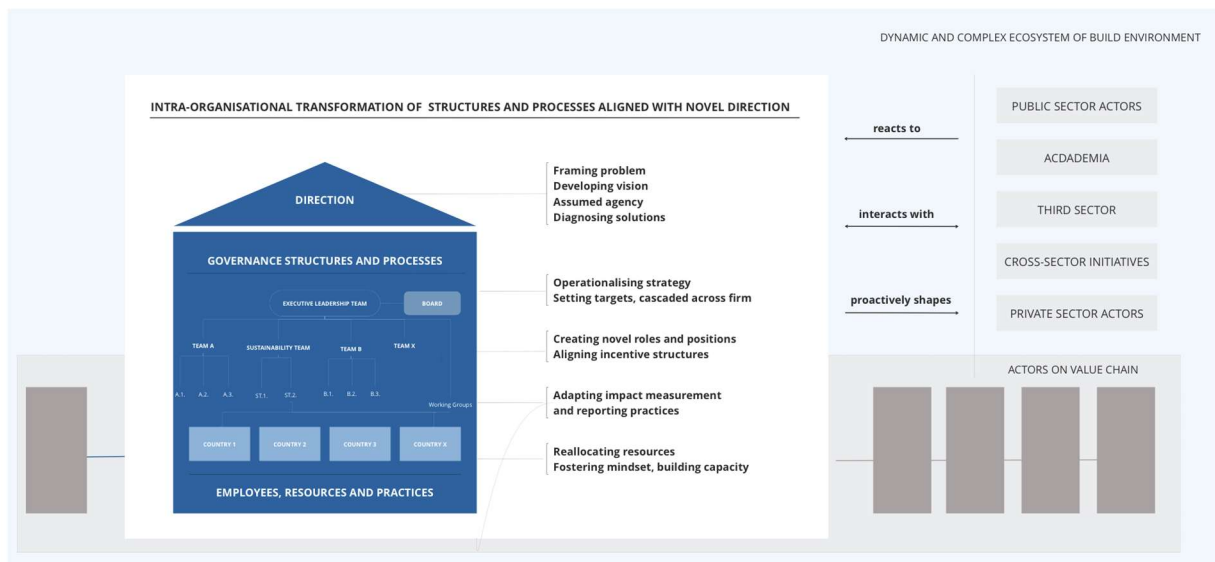 DYNAMIC AND COMPLEX ECOSYSTEM OF BUILD ENVIRONMENT
INTRA-ORGANISATIONAL TRANSFORMATION OF STRUCTURES AND PROCESSES ALIGNED WITH NOVEL DIRECTION
DIRECTION
Framing problem
Developing vision
Assumed agency
Diagnosing solutions
GOVERNANCE STRUCTURES AND PROCESSES
EXECUTIVE LEADERSHIP TEAM
BOARD
TEAM A
SUSTAINABILITY TEAM
TEAM B
TEAM X
A.1.
A.2.
A.3.
ST.1.
ST.2.
B.1.
B.2.
B.3.
Working Groups
COUNTRY 1
COUNTRY 2
COUNTRY 3
COUNTRY X
EMPLOYEES, RESOURCES AND PRACTICES
Operationalising strategy
Setting targets, cascaded across firm
Creating novel roles and positions
Aligning incentive structures
Adapting impact measurement
and reporting practices
Reallocating resources
Fostering mindset, building capacity
reacts to
interacts with
proactively shapes
PUBLIC SECTOR ACTORS
ACDADEMIA
THIRD SECTOR
CROSS-SECTOR INITIATIVES
PRIVATE SECTOR ACTORS
ACTORS ON VALUE CHAIN